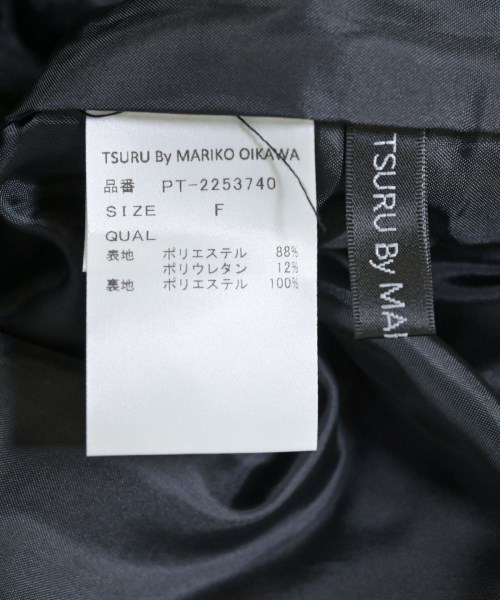 TSURU By MARIKO OIKAWA
品番 PT-2253740
SIZE F
QUAL
表地 ポリエステル 88%
ポリウレタン 12%
裏地 ポリエステル 100%
TSURU By MA